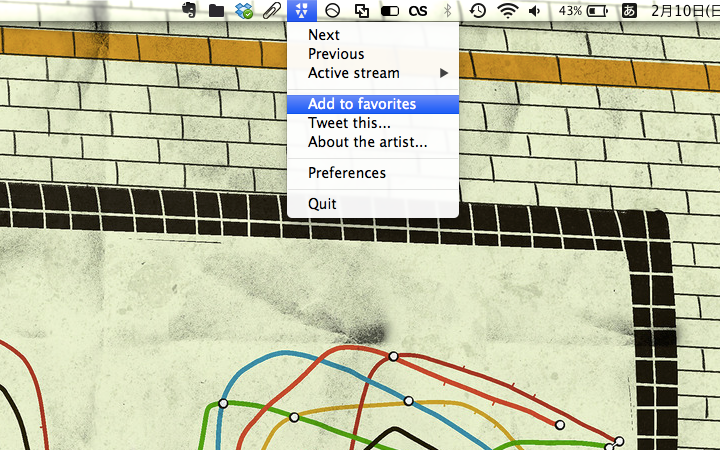 as 43% あ 2月10日(日
Next
Previous
Active stream
Add to favorites
Tweet this...
About the artist...
Preferences
Quit